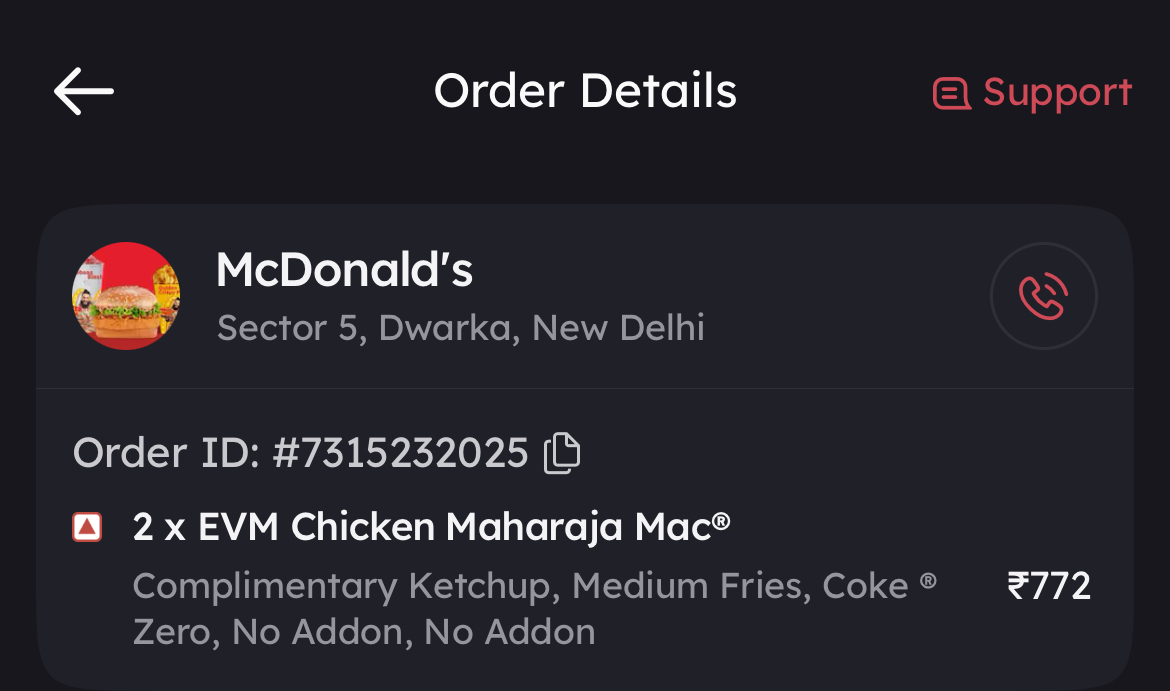 Order Details
Support
McDonald's
Sector 5, Dwarka, New Delhi
Order ID: #7315232025
2 x EVM Chicken Maharaja Mac®
Complimentary Ketchup, Medium Fries, Coke ®
₹772
Zero, No Addon, No Addon